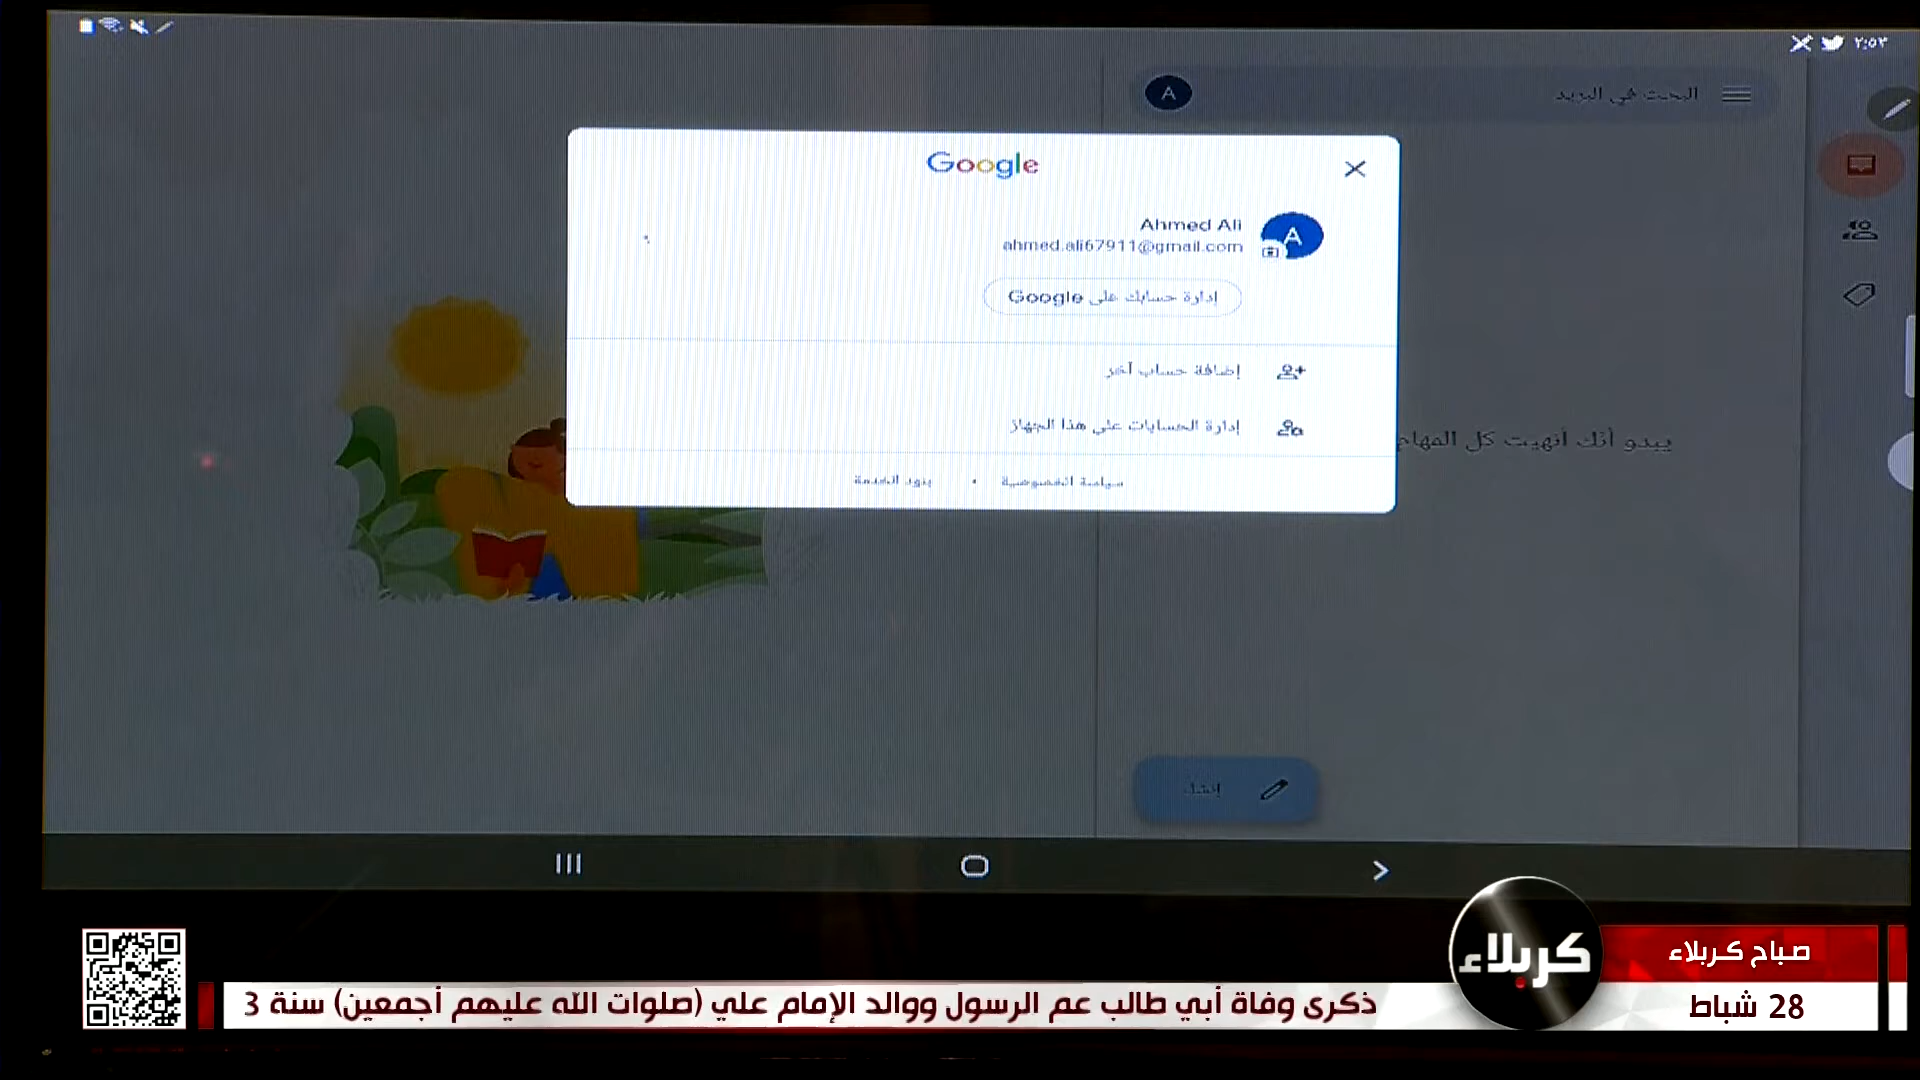 ٢:٥٣
البحث في البريد
A
Google
Ahmed Ali
A
ahmed.ali67911@gmail.com
إدارة حسابك على Google
إضافة حساب آخر
إدارة الحسابات على هذا الجهاز
سياسة الخصوصية • بنود الخدمة
يبدو أنك أنهيت كل المهام
إنشاء
كربلاء
صباح كربلاء
28 شباط
ذكرى وفاة أبي طالب عم الرسول ووالد الإمام علي (صلوات الله عليهم أجمعين) سنة 3